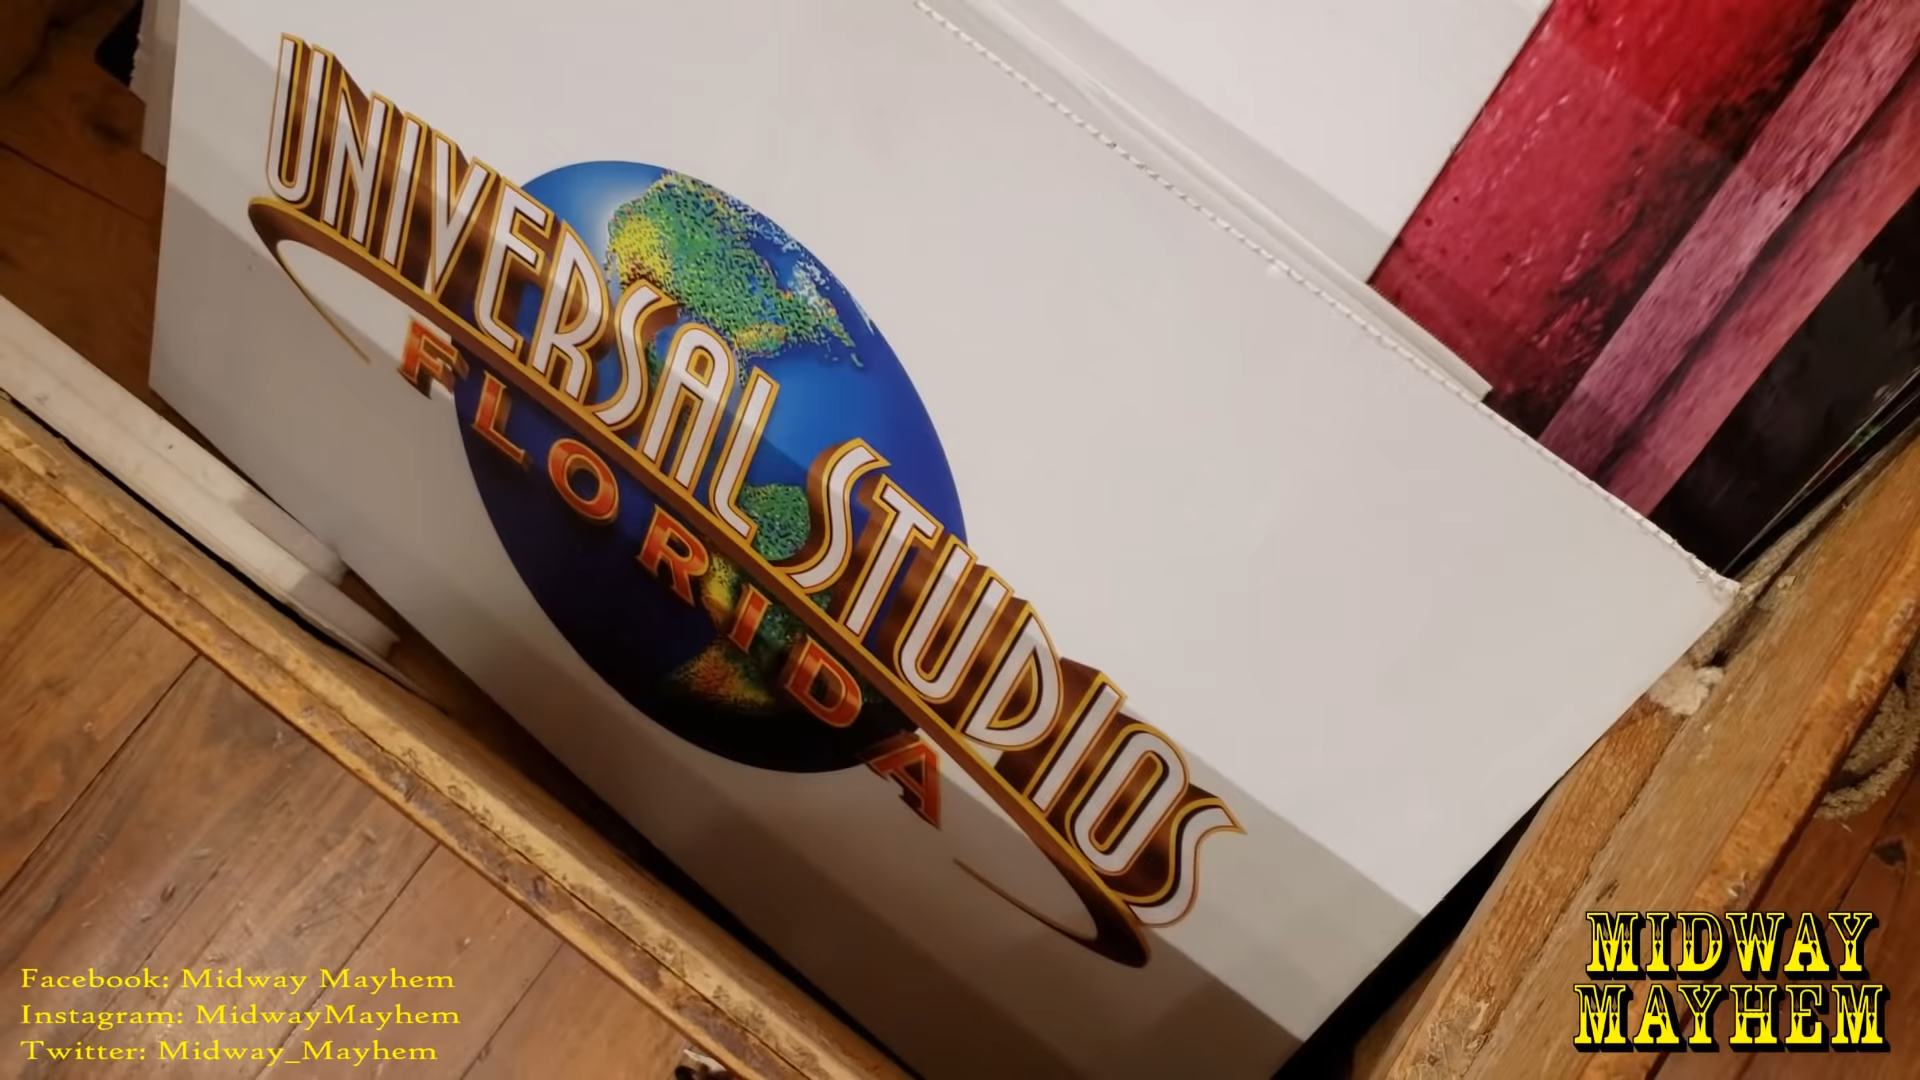 UNIVERSAL STUDIOS
FLORIDA
Facebook: Midway Mayhem
Instagram: MidwayMayhem
Twitter: Midway_Mayhem
MIDWAY
MAYHEM